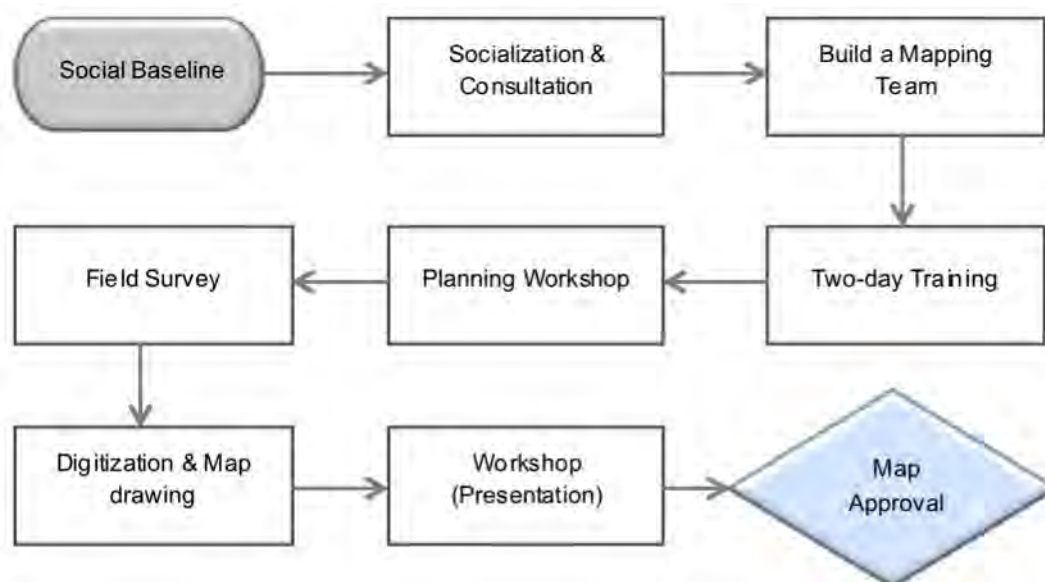 Social Baseline
Socialization &
Consultation
Build a Mapping
Team
Two-day Training
Planning Workshop
Field Survey
Digitization & Map
drawing
Workshop
(Presentation)
Map
Approval